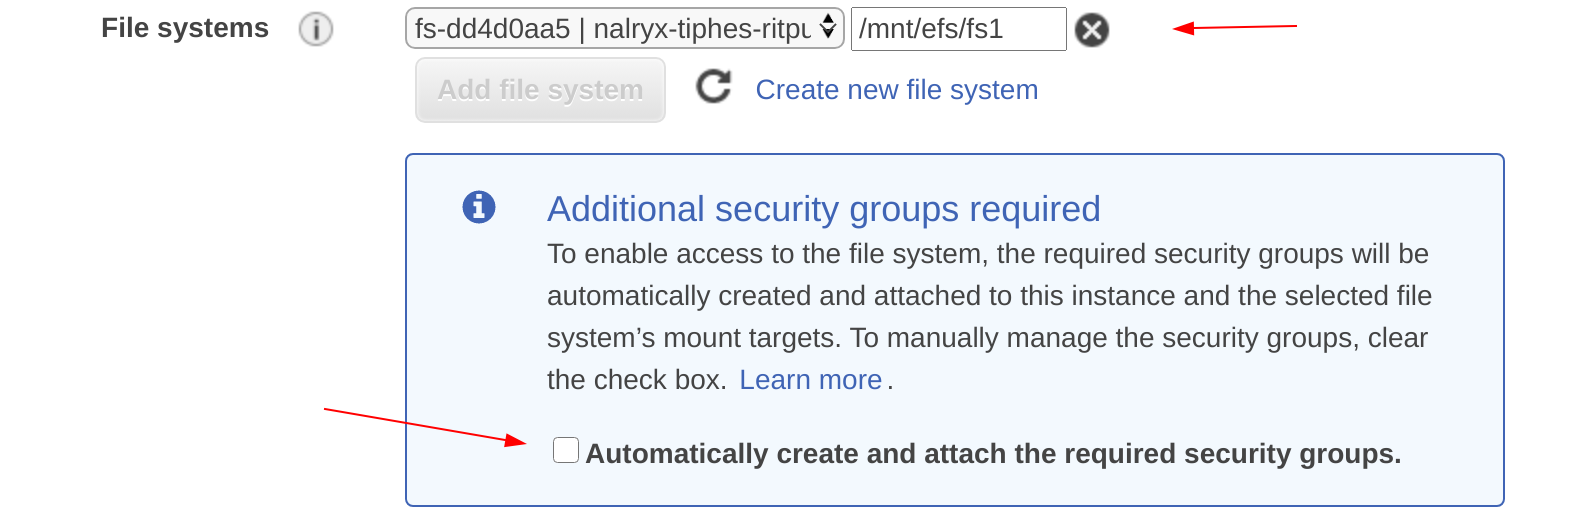 File systems
fs-dd4d0aa5 | nalryx-tiphes-ritpu
/mnt/efs/fs1
Add file system
Create new file system
Additional security groups required
To enable access to the file system, the required security groups will be
automatically created and attached to this instance and the selected file
system’s mount targets. To manually manage the security groups, clear
the check box. Learn more.
Automatically create and attach the required security groups.